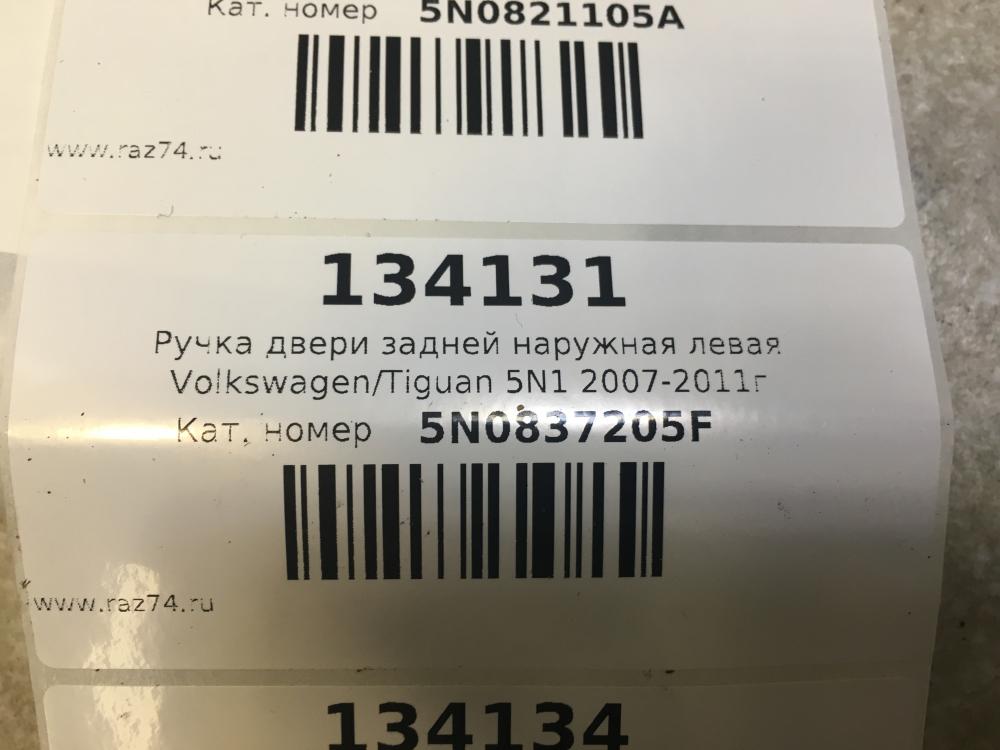 Кат. номер 5N0821105A
www.raz74.ru
134131
Ручка двери задней наружная левая
Volkswagen/Tiguan 5N1 2007-2011г
Кат. номер 5N0837205F
www.raz74.ru
134134